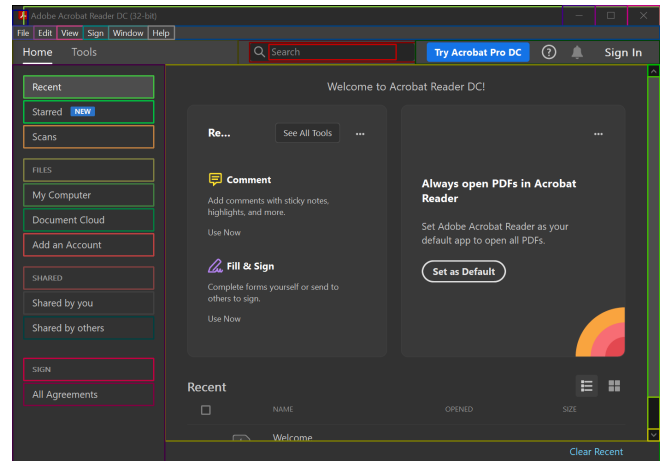 Adobe Acrobat Reader DC (32-bit)
File Edit View Sign Window Help
Home Tools Search Try Acrobat Pro DC ? Sign In
Recent
Starred NEW
Scans
FILES
My Computer
Document Cloud
Add an Account
SHARED
Shared by you
Shared by others
SIGN
All Agreements
Welcome to Acrobat Reader DC!
Re... See All Tools ...
Comment
Add comments with sticky notes,
highlights, and more.
Use Now
Fill & Sign
Complete forms yourself or send to
others to sign.
Use Now
...
Always open PDFs in Acrobat
Reader
Set Adobe Acrobat Reader as your
default app to open all PDFs.
Set as Default
Recent
NAME OPENED SIZE
Welcome
Clear Recent